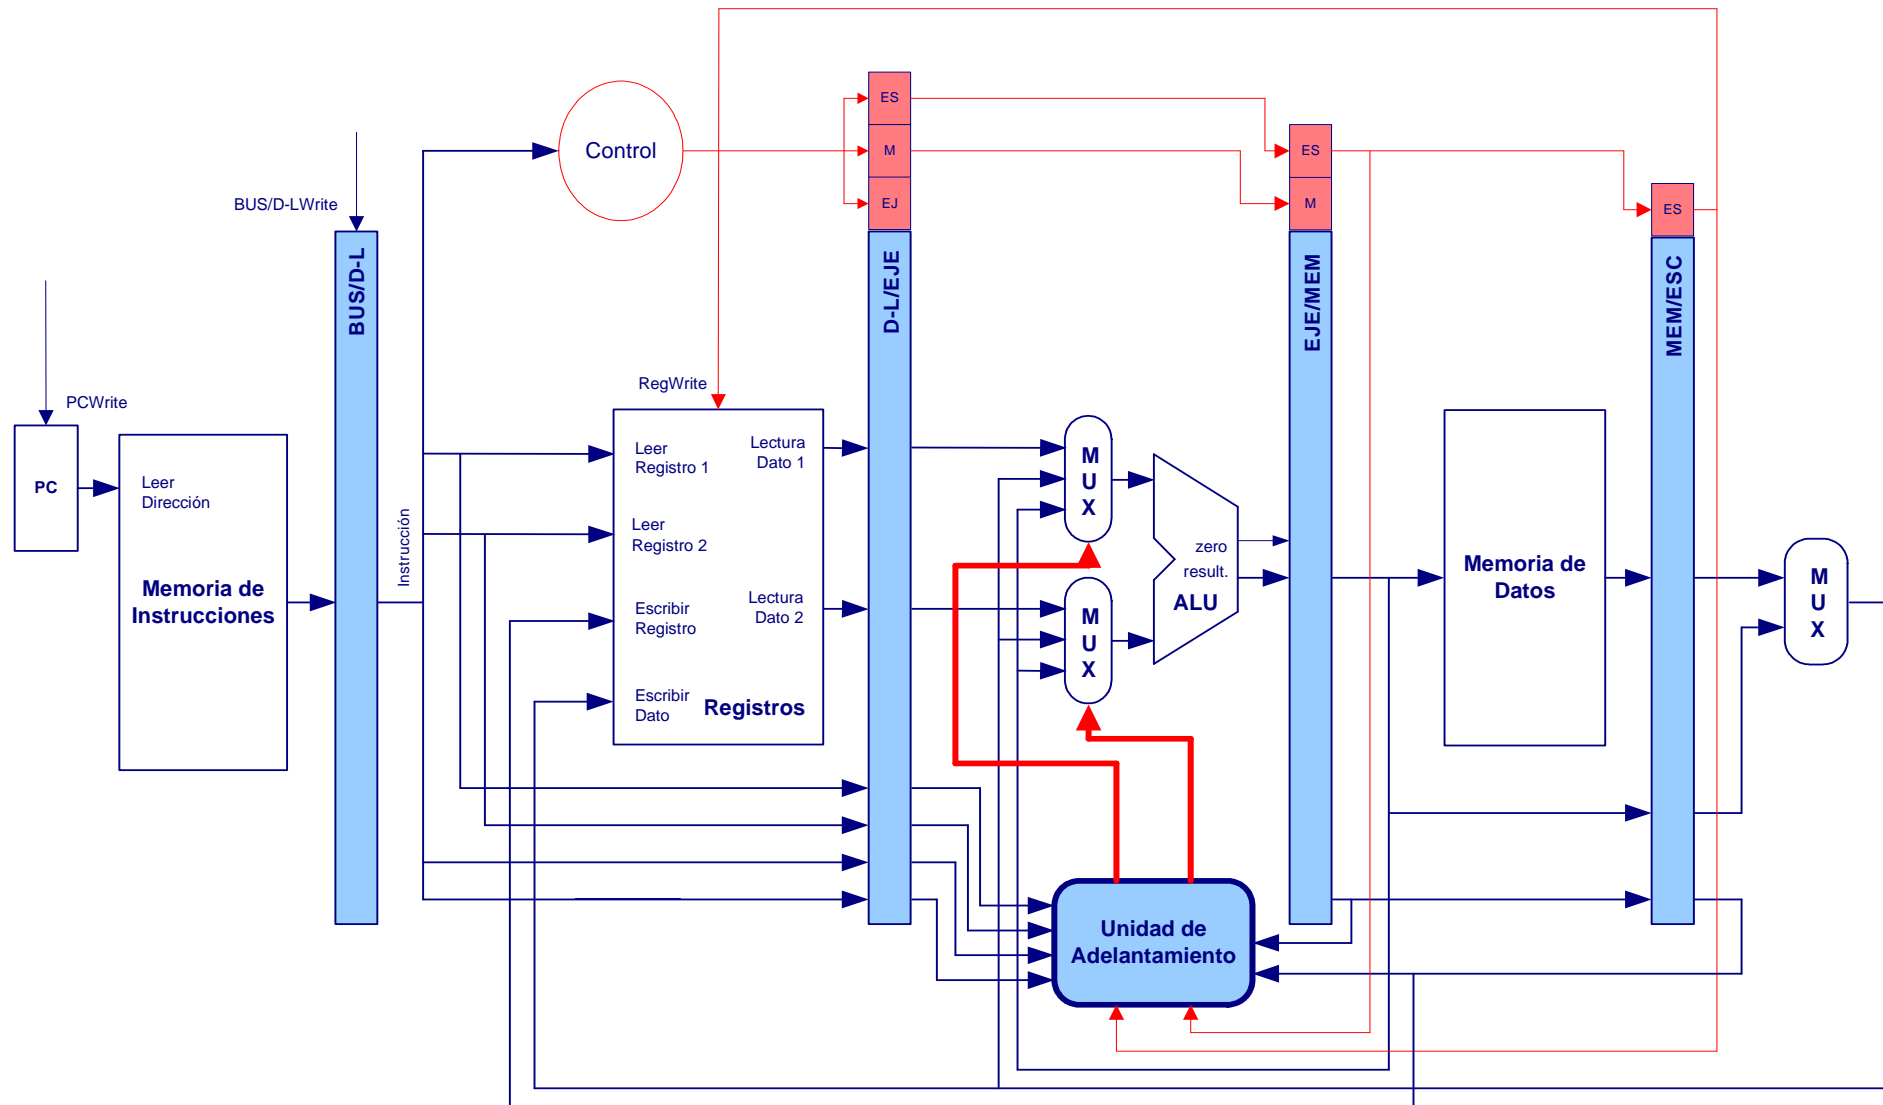 ES
Control
M
ES
EJ
M
ES
BUS/D-LWrite
BUS/D-L
D-L/EJE
EJE/MEM
MEM/ESC
PCWrite
RegWrite
PC
Leer
Dirección
Memoria de
Instrucciones
Instrucción
Leer
Registro 1
Lectura
Dato 1
Leer
Registro 2
Escribir
Registro
Lectura
Dato 2
Escribir
Dato
Registros
M
U
X
M
U
X
zero
result.
ALU
Memoria de
Datos
M
U
X
Unidad de
Adelantamiento